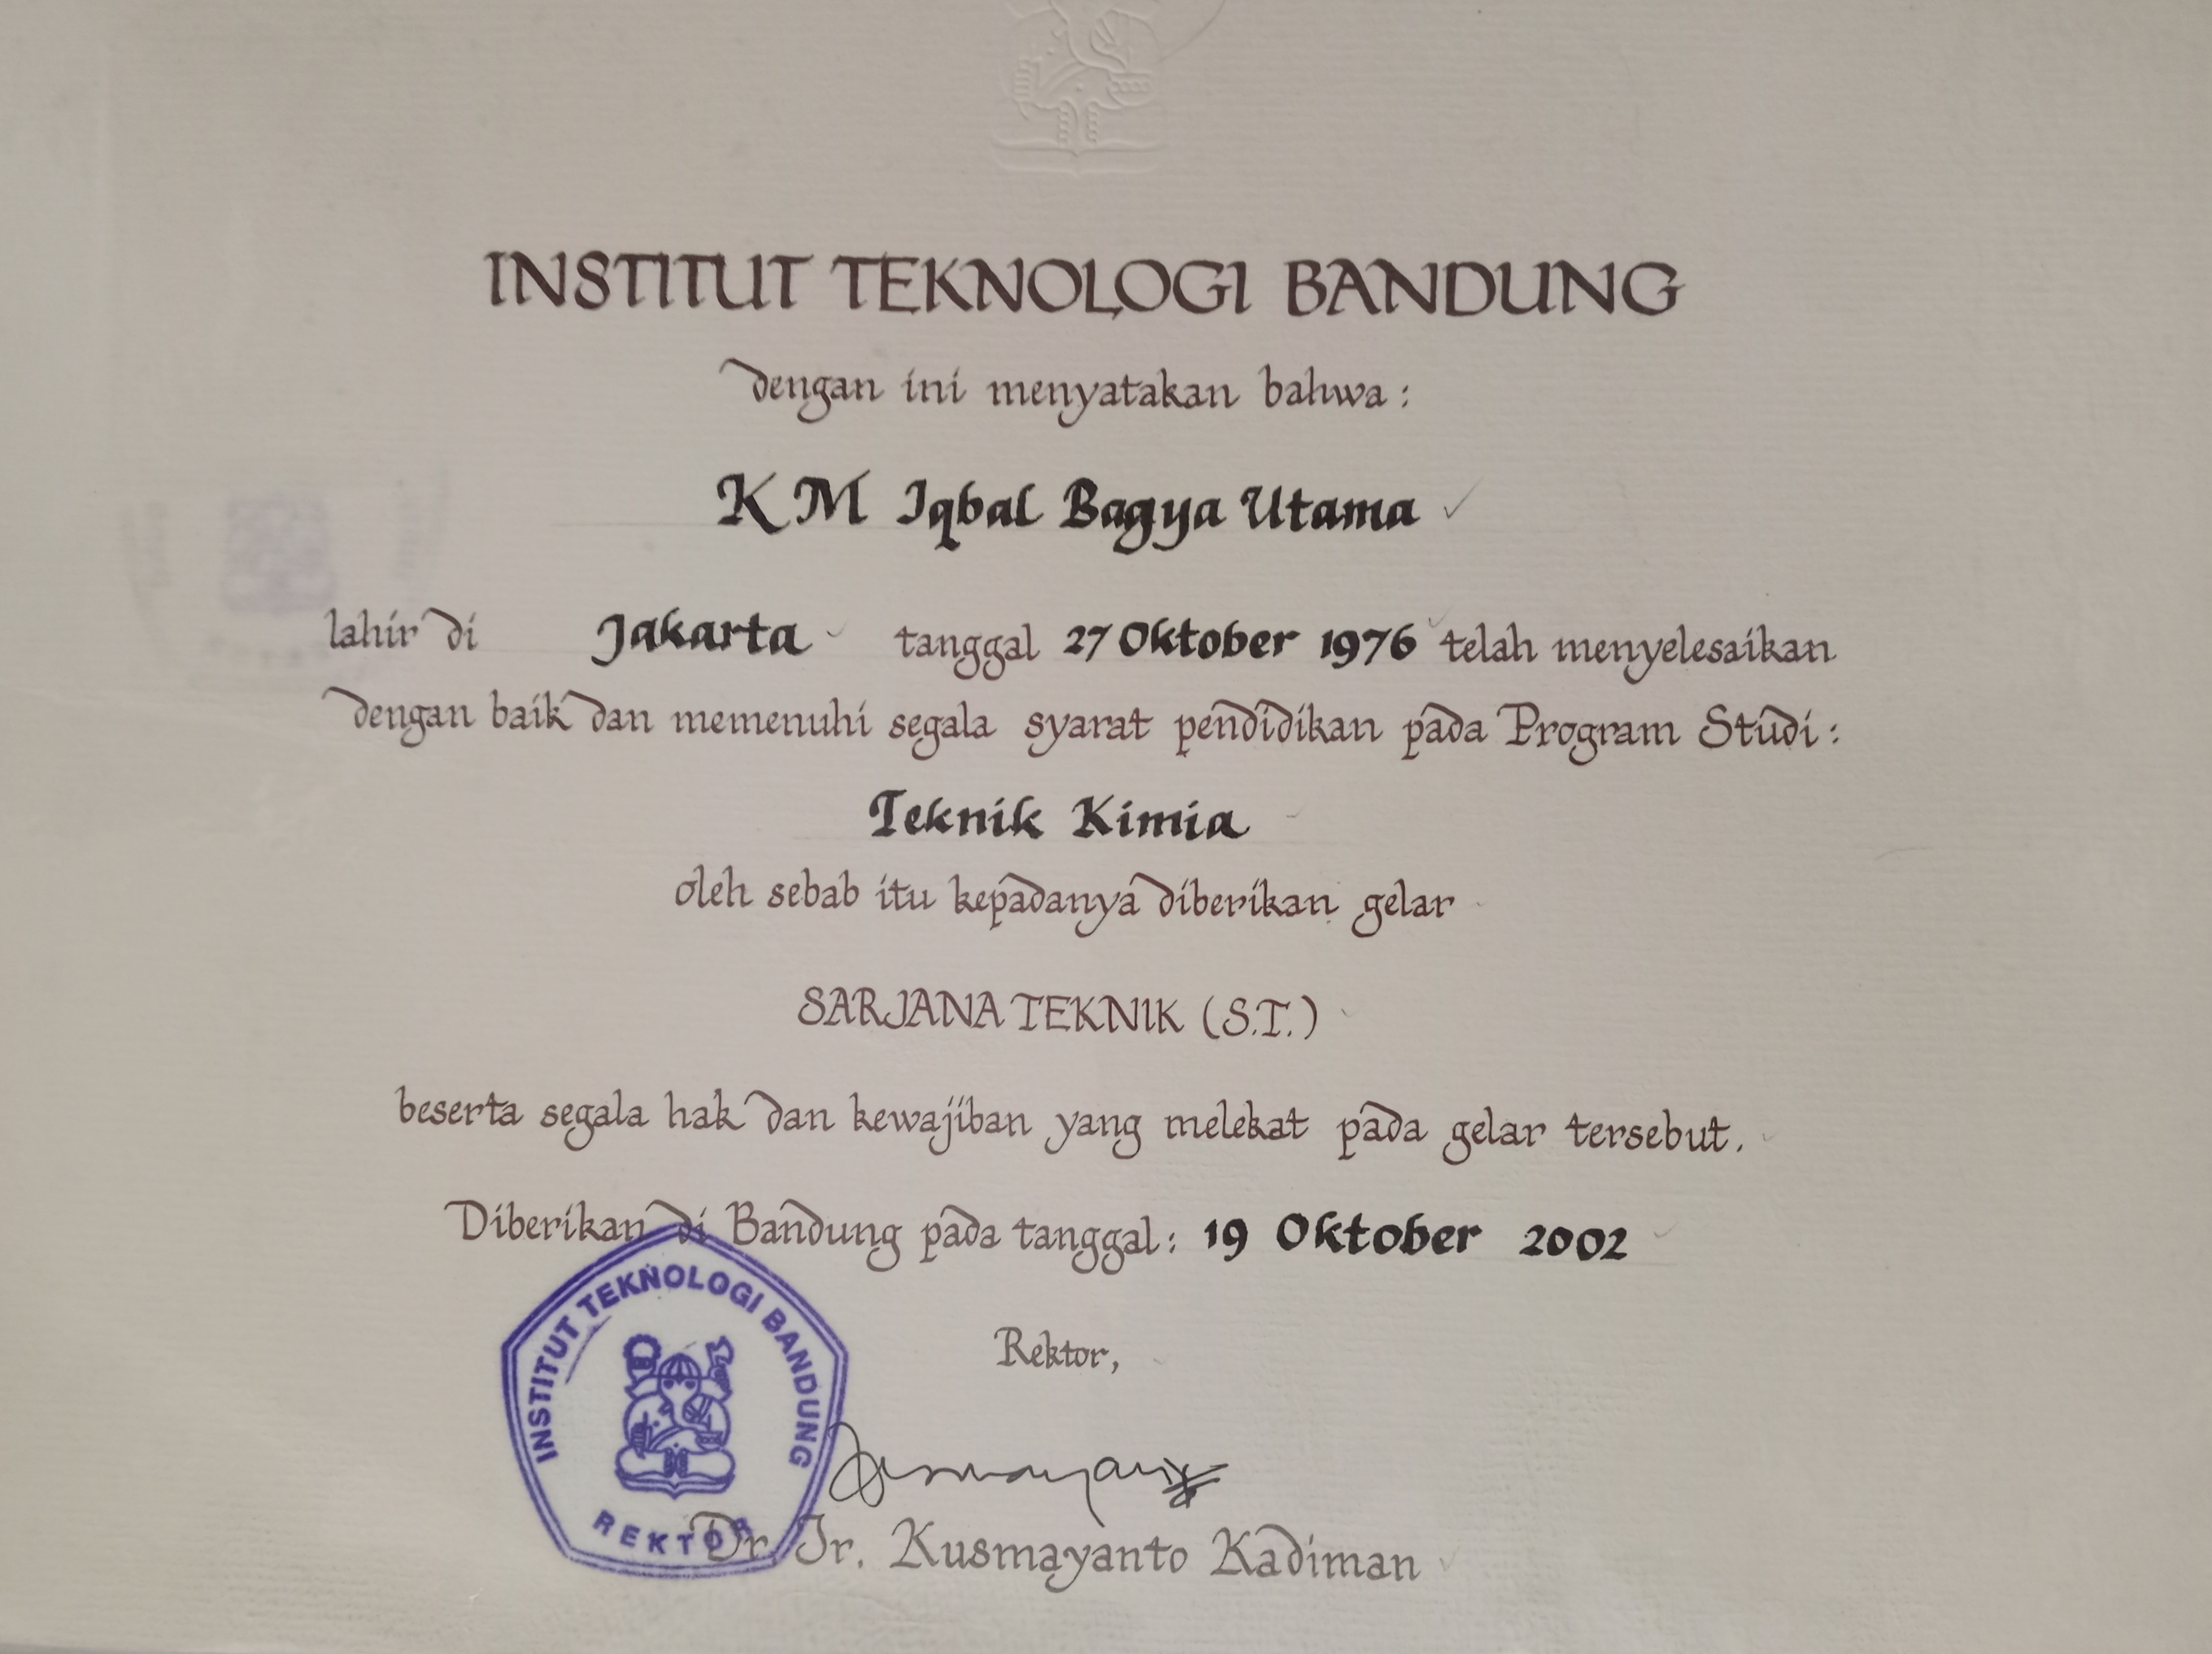 INSTITUT TEKNOLOGI BANDUNG
dengan ini menyatakan bahwa :
K M Iqbal Bagya Utama
lahir di Jakarta tanggal 27 Oktober 1976 telah menyelesaikan
dengan baik dan memenuhi segala syarat pendidikan pada Program Studi :
Teknik Kimia
oleh sebab itu kepadanya diberikan gelar
SARJANA TEKNIK (S.T.)
beserta segala hak dan kewajiban yang melekat pada gelar tersebut.
Diberikan di Bandung pada tanggal : 19 Oktober 2002
Rektor,
INSTITUT TEKNOLOGI BANDUNG
REKTOR
Dr. Ir. Kusmayanto Kadiman